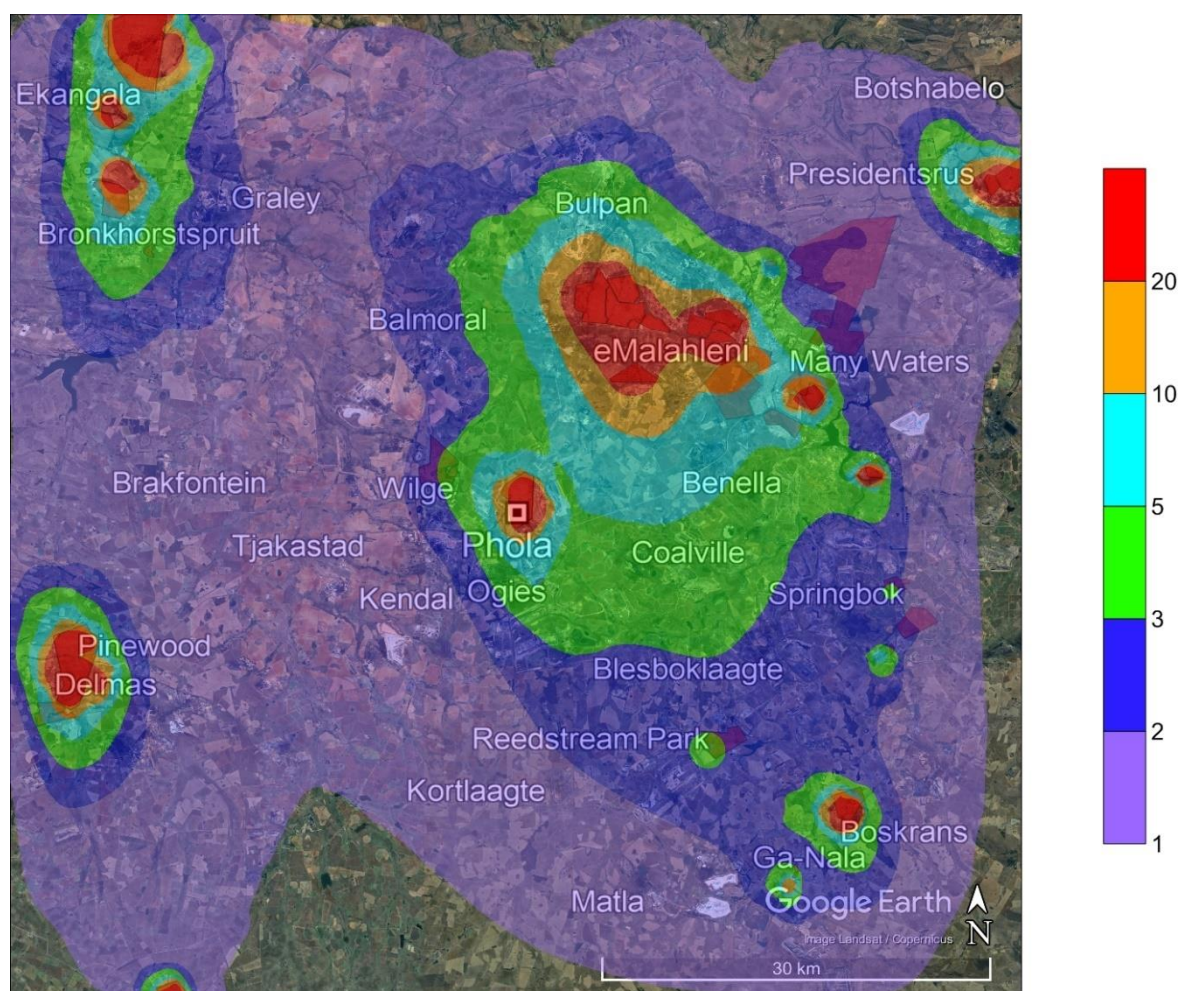 Ekangala
Botshabelo
Presidentsrus
Graley
Bulpan
Bronkhorstspruit
20
Balmoral
eMalahleni
Many Waters
10
Brakfontein
Wilge
Benella
5
Tjakastad
Phola
Coalville
Kendal
Ogies
Springbok
3
Pinewood
Blesboklaagte
Delmas
2
Reedstream Park
Kortlaagte
Boskrans
1
Ga-Nala
Matla
Google Earth
Image Landsat / Copernicus
N
30 km